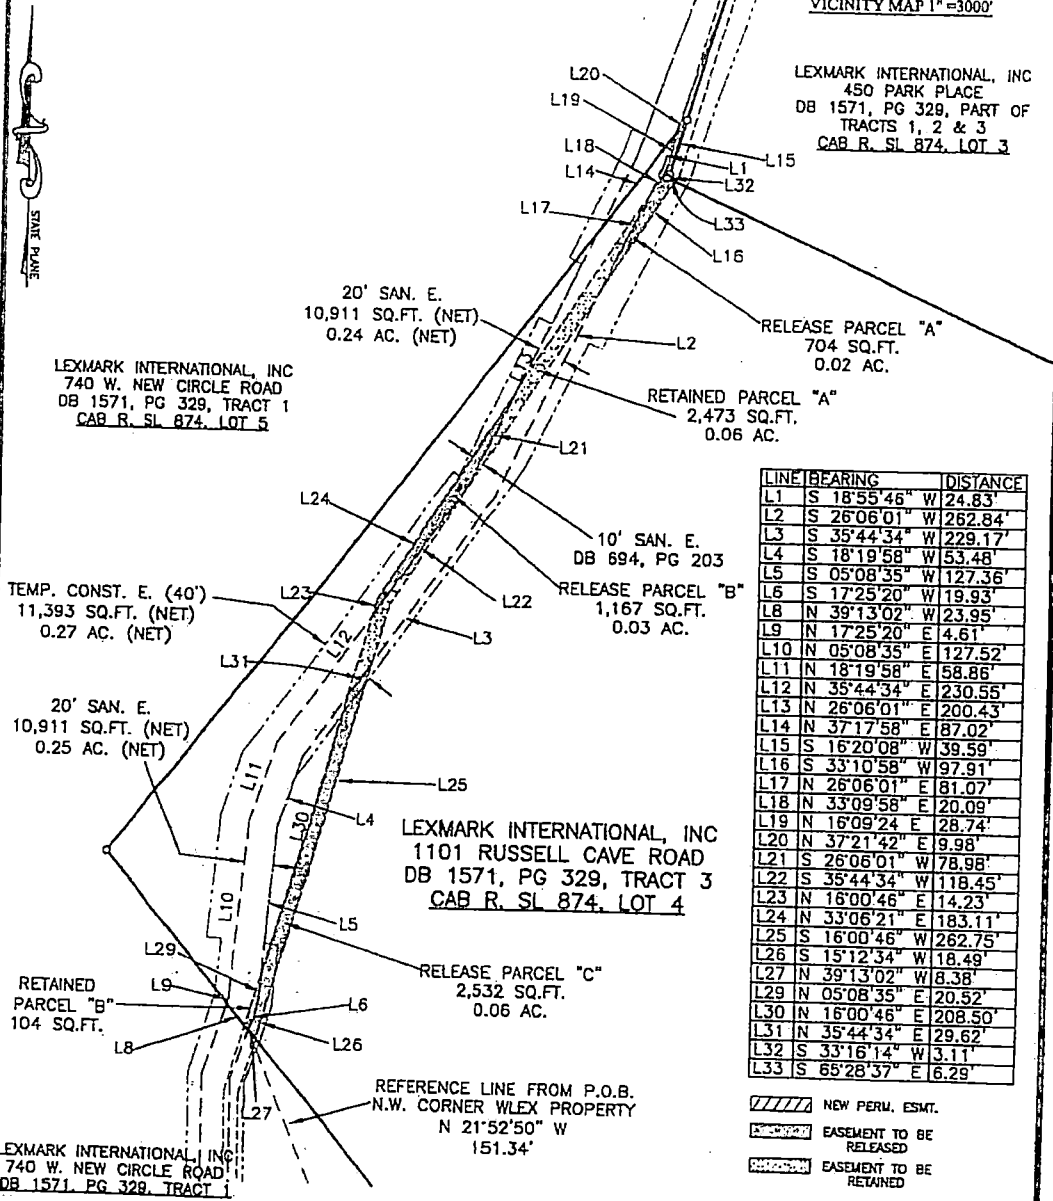 VICINITY MAP 1" =3000'
STATE PLANE
LEXMARK INTERNATIONAL, INC
450 PARK PLACE
DB 1571, PG 329, PART OF
TRACTS 1, 2 & 3
CAB R, SL 874, LOT 3
L20
L19
L18
L14
L17
L15
L1
L32
L33
L16
20' SAN. E.
10,911 SQ.FT. (NET)
0.24 AC. (NET)
RELEASE PARCEL "A"
704 SQ.FT.
0.02 AC.
L2
L13
LEXMARK INTERNATIONAL, INC
740 W. NEW CIRCLE ROAD
DB 1571, PG 329, TRACT 1
CAB R, SL 874, LOT 5
RETAINED PARCEL "A"
2,473 SQ.FT.
0.06 AC.
L21
L24
10' SAN. E.
DB 694, PG 203
RELEASE PARCEL "B"
1,167 SQ.FT.
0.03 AC.
TEMP. CONST. E. (40')
11,393 SQ.FT. (NET)
0.27 AC. (NET)
L23
L22
L12
L3
L31
20' SAN. E.
10,911 SQ.FT. (NET)
0.25 AC. (NET)
L11
L25
L30
L4
LEXMARK INTERNATIONAL, INC
1101 RUSSELL CAVE ROAD
DB 1571, PG 329, TRACT 3
CAB R, SL 874, LOT 4
L10
L5
L29
RELEASE PARCEL "C"
2,532 SQ.FT.
0.06 AC.
RETAINED
PARCEL "B"
104 SQ.FT.
L9
L6
L8
L26
L27
REFERENCE LINE FROM P.O.B.
N.W. CORNER WLEX PROPERTY
N 21°52'50" W
151.34'
LEXMARK INTERNATIONAL, INC
740 W. NEW CIRCLE ROAD
DB 1571, PG 329, TRACT 1
LINE BEARING DISTANCE
L1 S 18°55'46" W 24.83'
L2 S 26°06'01" W 262.84'
L3 S 35°44'34" W 229.17'
L4 S 18°19'58" W 53.48'
L5 S 05°08'35" W 127.36'
L6 S 17°25'20" W 19.93'
L8 N 39°13'02" W 23.95'
L9 N 17°25'20" E 4.61'
L10 N 05°08'35" E 127.52'
L11 N 18°19'58" E 58.86'
L12 N 35°44'34" E 230.55'
L13 N 26°06'01" E 200.43'
L14 N 37°17'58" E 87.02'
L15 S 16°20'08" W 39.59'
L16 S 33°10'58" W 97.91'
L17 N 26°06'01" E 81.07'
L18 N 33°09'58" E 20.09'
L19 N 16°09'24 E 28.74'
L20 N 37°21'42" E 9.98'
L21 S 26°06'01" W 78.98'
L22 S 35°44'34" W 118.45'
L23 N 16°00'46" E 14.23'
L24 N 33°06'21" E 183.11'
L25 S 16°00'46" W 262.75'
L26 S 15°12'34" W 18.49'
L27 N 39°13'02" W 8.38'
L29 N 05°08'35" E 20.52'
L30 N 16°00'46" E 208.50'
L31 N 35°44'34" E 29.62'
L32 S 33°16'14" W 3.11'
L33 S 65°28'37" E 6.29'
NEW PERM. ESMT.
EASEMENT TO BE
RELEASED
EASEMENT TO BE
RETAINED